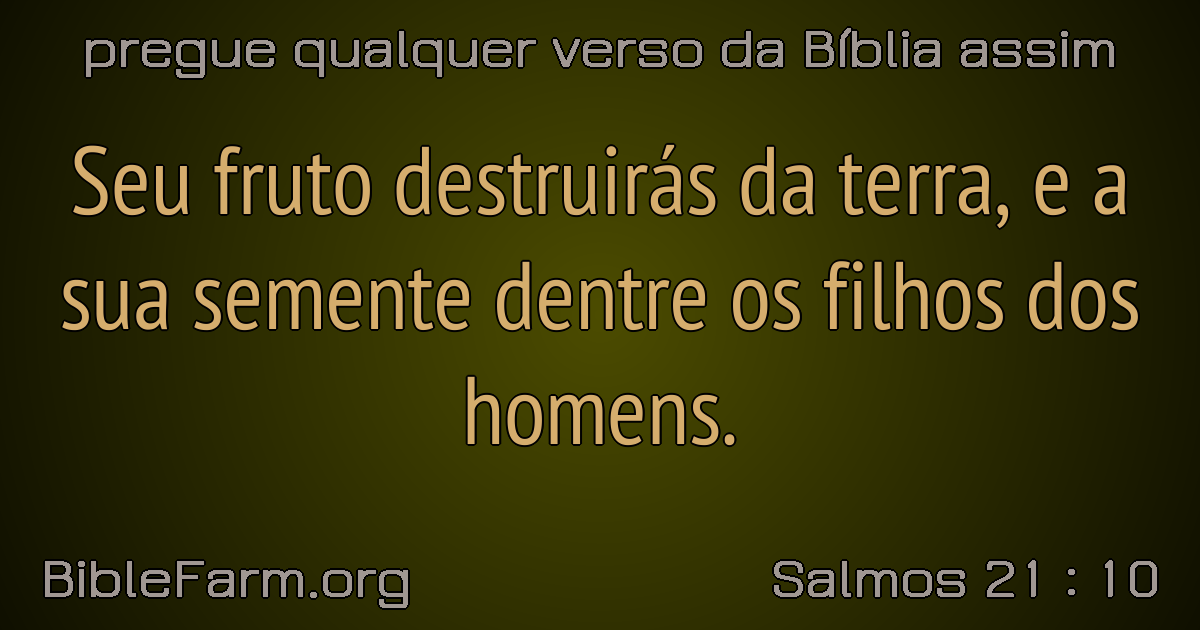 pregue qualquer verso da Bíblia assim
Seu fruto destruirás da terra, e a
sua semente dentre os filhos dos
homens.
BibleFarm.org
Salmos 21 : 10